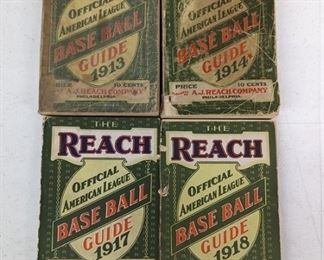 OFFICIAL
AMERICAN LEAGUE
BASE BALL
GUIDE
1913
PRICE 10 CENTS
A.J. REACH COMPANY
PHILADELPHIA
OFFICIAL
AMERICAN LEAGUE
BASE BALL
GUIDE
1914
PRICE 10 CENTS
A.J. REACH COMPANY
PHILADELPHIA
THE
REACH
OFFICIAL
AMERICAN LEAGUE
BASE BALL
GUIDE
1917
THE
REACH
OFFICIAL
AMERICAN LEAGUE
BASE BALL
GUIDE
1918